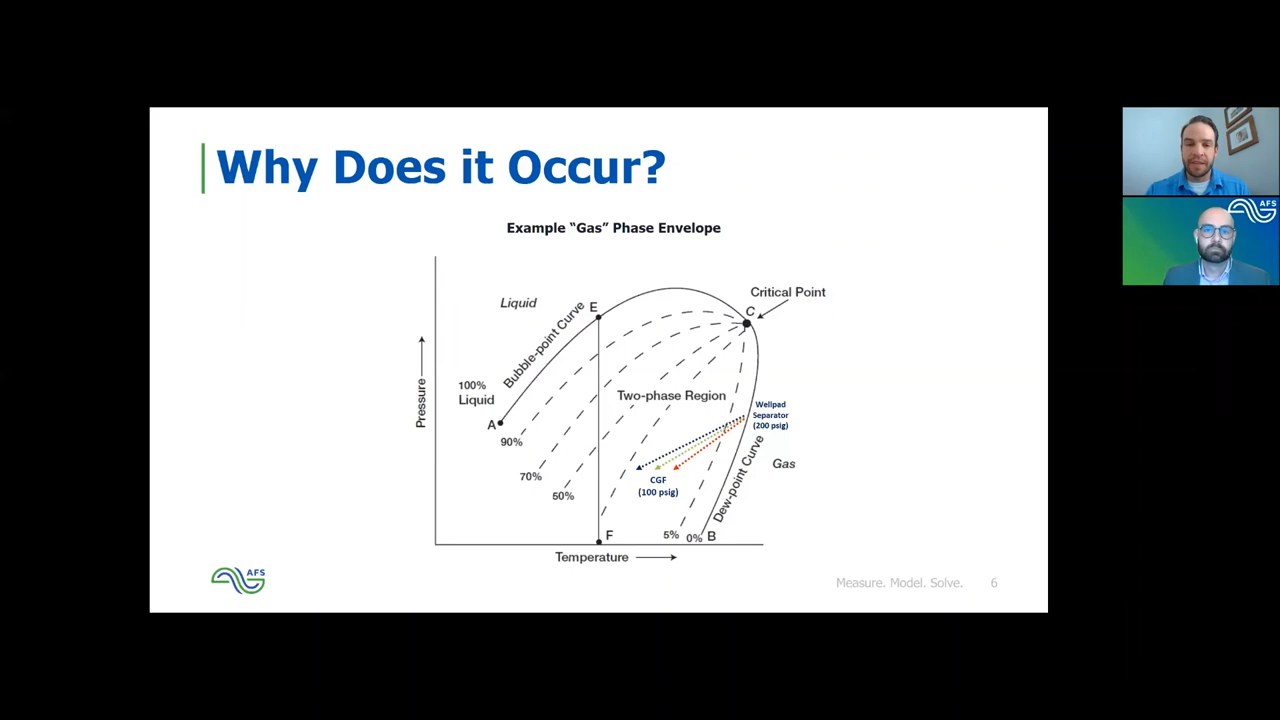 Why Does it Occur?
Example “Gas” Phase Envelope
Liquid
Bubble-point Curve
E
Critical Point
C
Pressure
100%
Liquid
A
Two-phase Region
Wellpad
Separator
(200 psig)
90%
70%
50%
CGF
(100 psig)
Dew-point Curve
Gas
F
5%
0%
B
Temperature
AFS
Measure. Model. Solve.
6
AFS